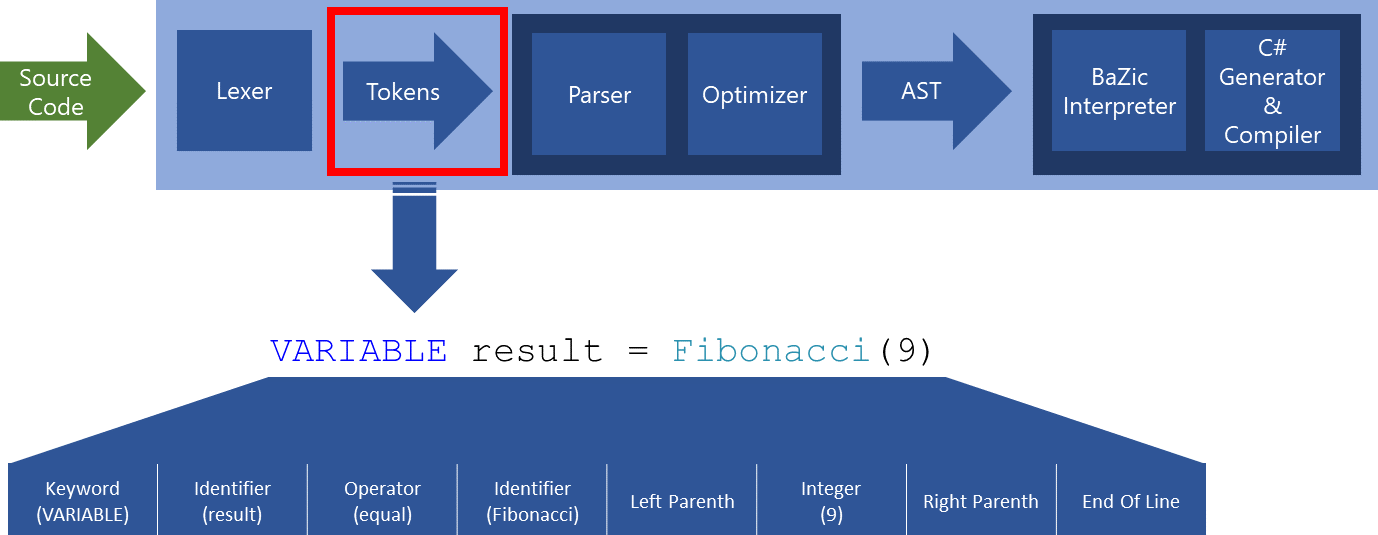 Source
Code
Lexer
Tokens
Parser
Optimizer
AST
BaZic
Interpreter
C#
Generator
&
Compiler
VARIABLE result = Fibonacci(9)
Keyword
(VARIABLE)
Identifier
(result)
Operator
(equal)
Identifier
(Fibonacci)
Left Parenth
Integer
(9)
Right Parenth
End Of Line